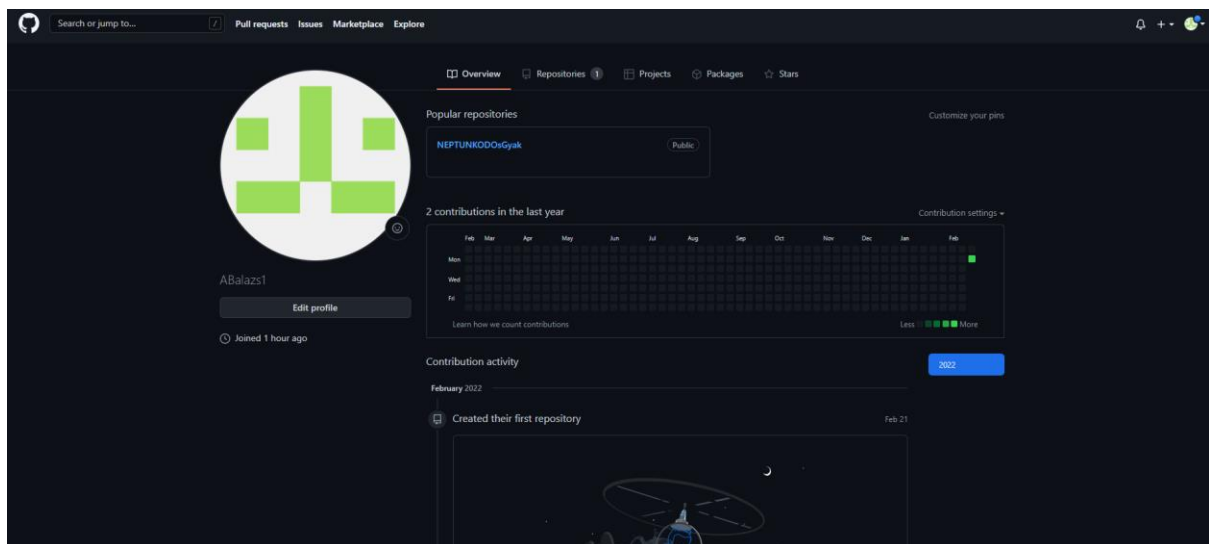 Search or jump to... / Pull requests Issues Marketplace Explore
Overview Repositories 1 Projects Packages Stars
Popular repositories Customize your pins
NEPTUNKODOsGyak Public
2 contributions in the last year Contribution settings
Feb Mar Apr May Jun Jul Aug Sep Oct Nov Dec Jan Feb
Mon
Wed
Fri
Learn how we count contributions Less More
ABalazs1
Edit profile
Joined 1 hour ago
Contribution activity 2022
February 2022
Created their first repository Feb 21